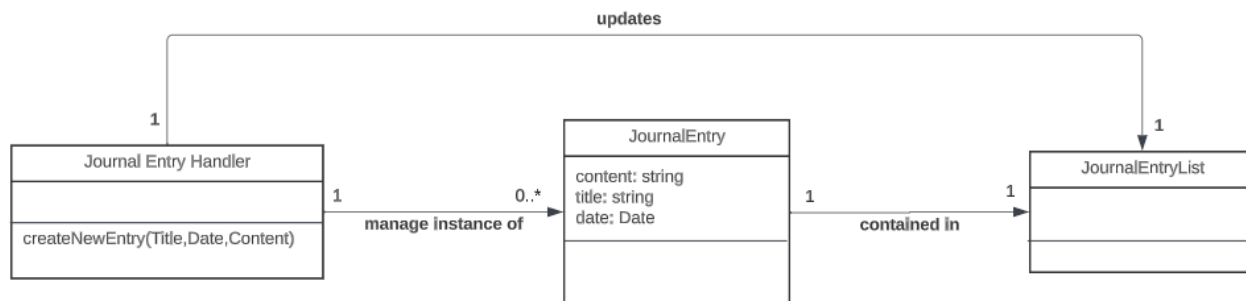 updates
1
1
Journal Entry Handler
createNewEntry(Title,Date,Content)
1
0..*
manage instance of
JournalEntry
content: string
title: string
date: Date
1
1
contained in
JournalEntryList